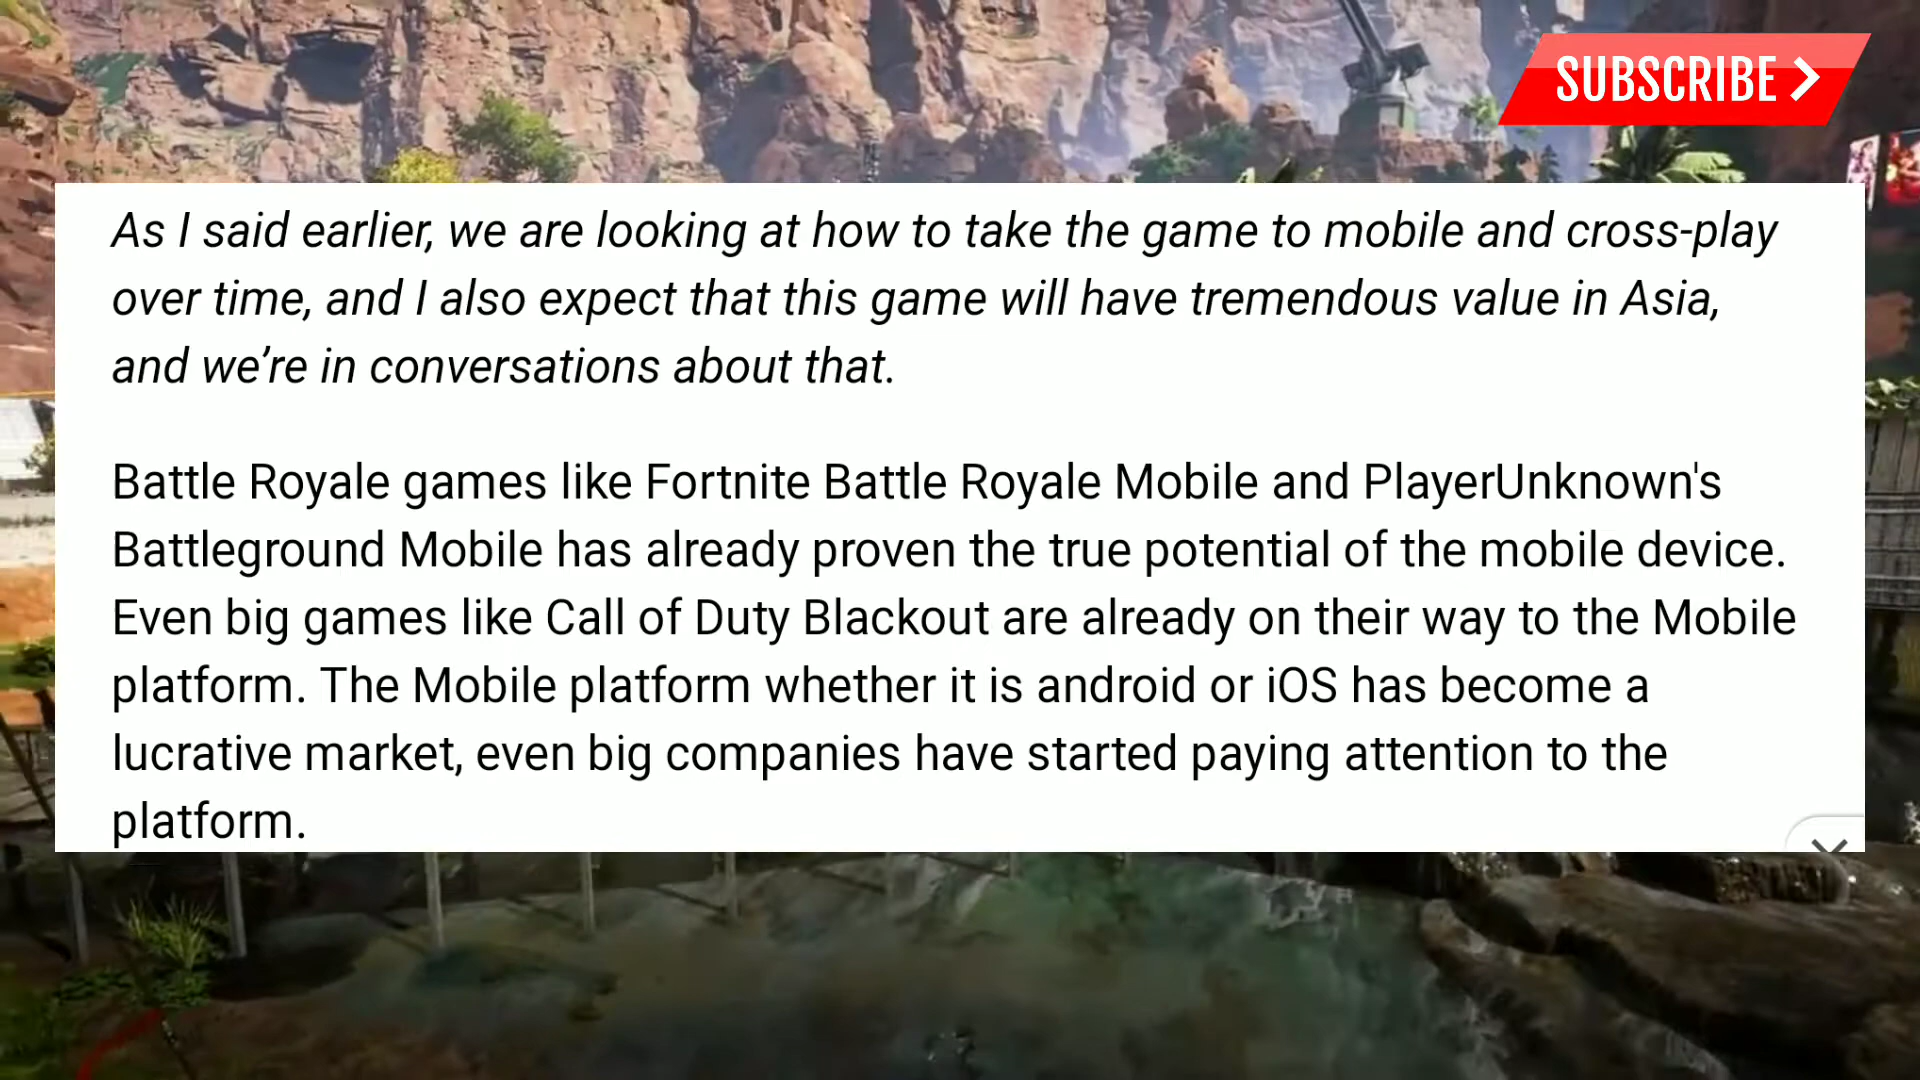 SUBSCRIBE
As I said earlier, we are looking at how to take the game to mobile and cross-play
over time, and I also expect that this game will have tremendous value in Asia,
and we’re in conversations about that.
Battle Royale games like Fortnite Battle Royale Mobile and PlayerUnknown's
Battleground Mobile has already proven the true potential of the mobile device.
Even big games like Call of Duty Blackout are already on their way to the Mobile
platform. The Mobile platform whether it is android or iOS has become a
lucrative market, even big companies have started paying attention to the
platform.